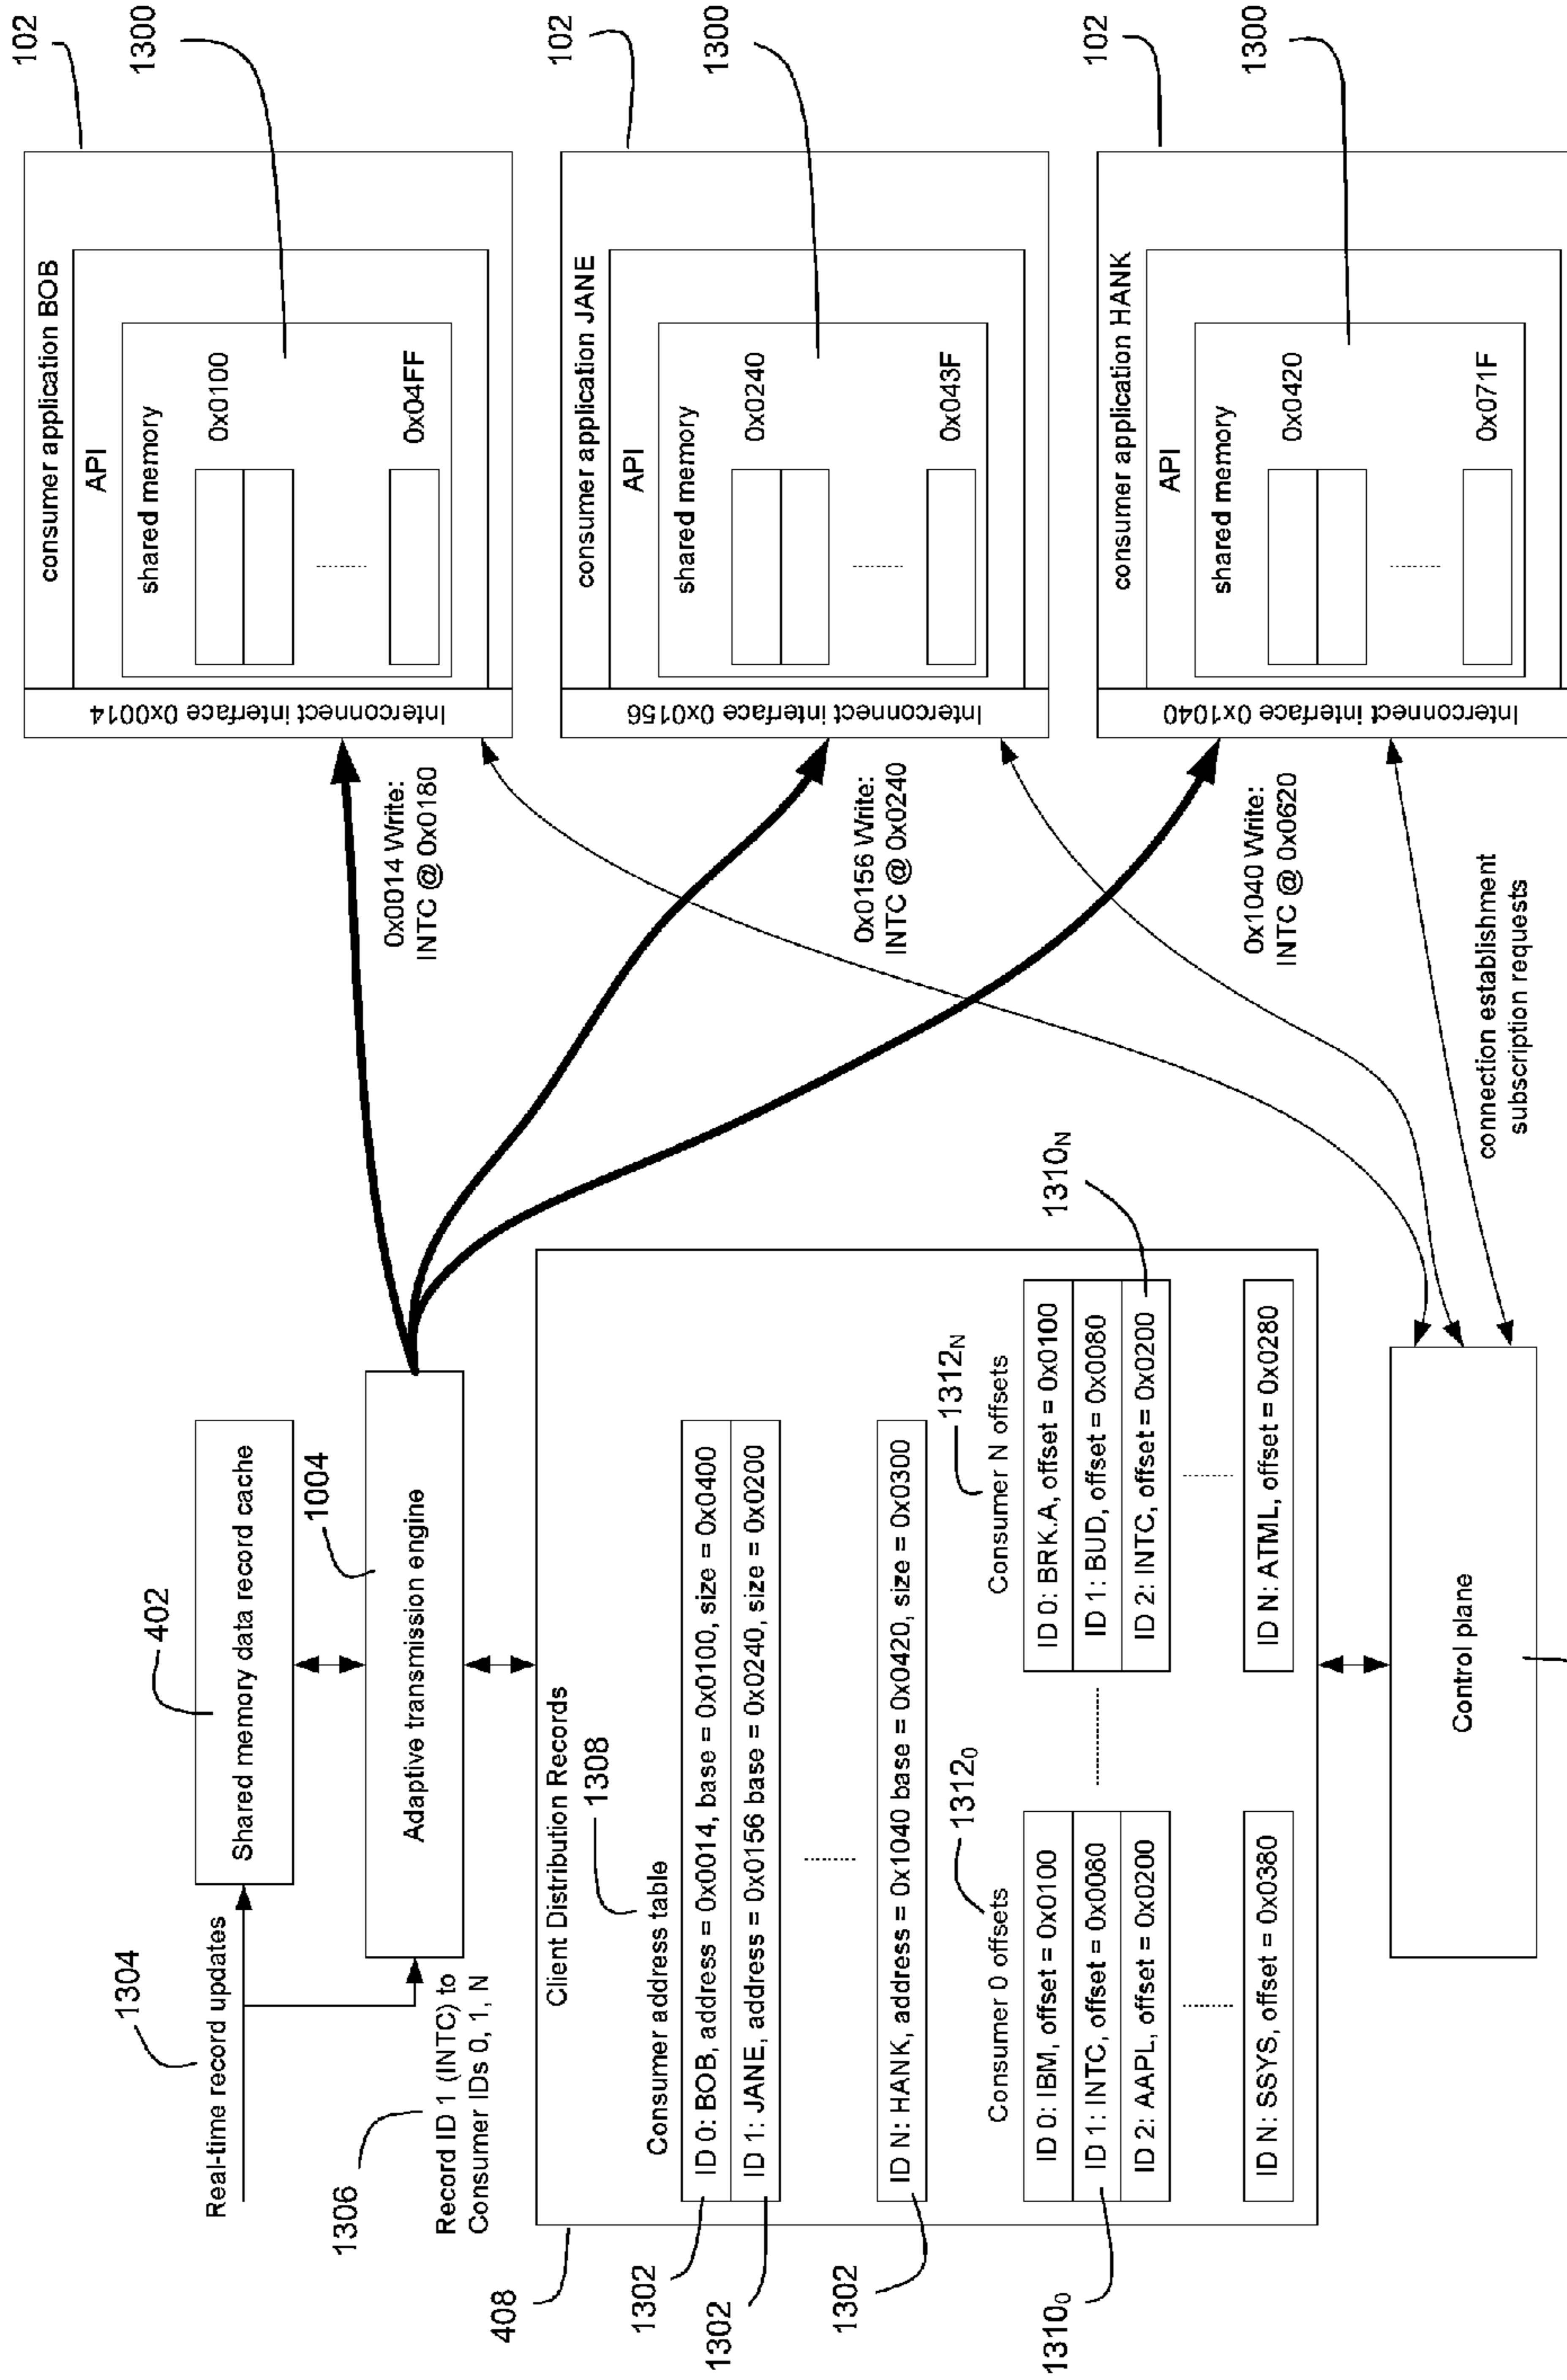 1304
Real-time record updates
1306
Record ID 1 (INTC) to
Consumer IDs 0, 1, N
402
Shared memory data record cache
1004
Adaptive transmission engine
408
Client Distribution Records
1308
Consumer address table
1302
ID 0: BOB, address = 0x0014, base = 0x0100, size = 0x0400
1302
ID 1: JANE, address = 0x0156 base = 0x0240, size = 0x0200
1302
ID N: HANK, address = 0x1040 base = 0x0420, size = 0x0300
1312₀
Consumer 0 offsets
1310₀
ID 0: IBM, offset = 0x0100
ID 1: INTC, offset = 0x0080
ID 2: AAPL, offset = 0x0200
ID N: SSYS, offset = 0x0380
1312N
Consumer N offsets
1310N
ID 0: BRK.A, offset = 0x0100
ID 1: BUD, offset = 0x0080
ID 2: INTC, offset = 0x0200
ID N: ATML, offset = 0x0280
Control plane
0x0014 Write:
INTC @ 0x0180
0x0156 Write:
INTC @ 0x0240
0x1040 Write:
INTC @ 0x0620
connection establishment
subscription requests
102
1300
consumer application BOB
API
shared memory
0x0100
0x04FF
Interconnect interface 0x0014
102
1300
consumer application JANE
API
shared memory
0x0240
0x043F
Interconnect interface 0x0156
102
1300
consumer application HANK
API
shared memory
0x0420
0x071F
Interconnect interface 0x1040